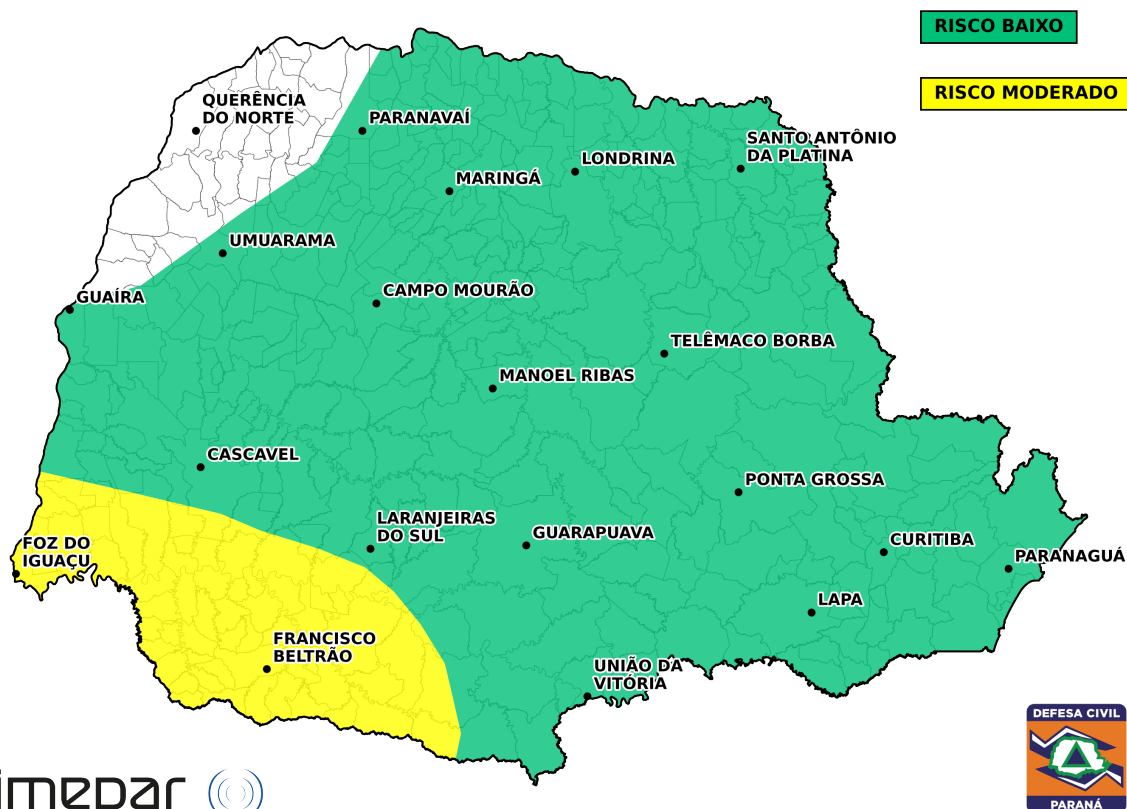 RISCO BAIXO
RISCO MODERADO
QUERÊNCIA
DO NORTE
PARANAVAÍ
SANTO ANTÔNIO
DA PLATINA
LONDRINA
MARINGÁ
UMUARAMA
CAMPO MOURÃO
GUAÍRA
TELÊMACO BORBA
MANOEL RIBAS
CASCAVEL
PONTA GROSSA
LARANJEIRAS
DO SUL
GUARAPUAVA
FOZ DO
IGUAÇU
CURITIBA
PARANAGUÁ
LAPA
FRANCISCO
BELTRÃO
UNIÃO DA
VITÓRIA
DEFESA CIVIL
PARANÁ
imepar